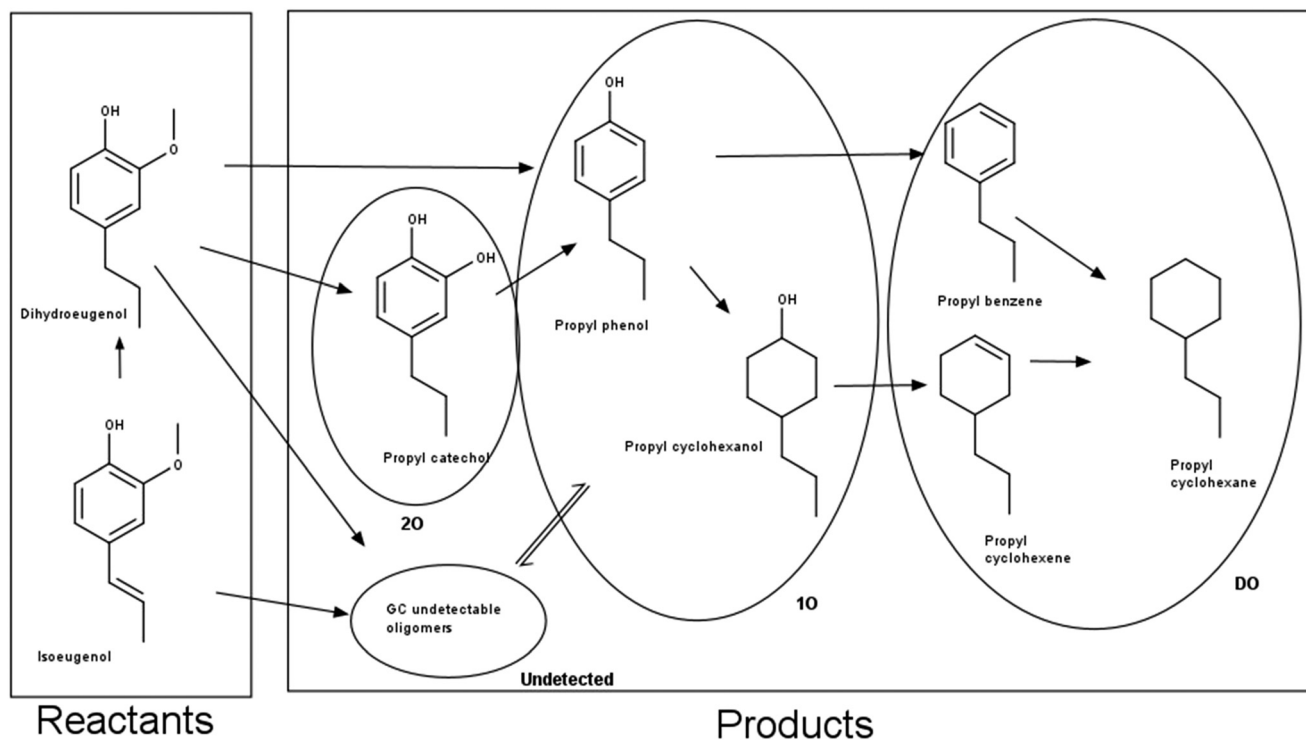 OH
O
Dihydroeugenol
OH
O
Isoeugenol
Reactants
OH
OH
Propyl catechol
2O
GC undetectable
oligomers
Undetected
OH
Propyl phenol
OH
Propyl cyclohexanol
1O
Propyl benzene
Propyl
cyclohexene
Propyl
cyclohexane
DO
Products